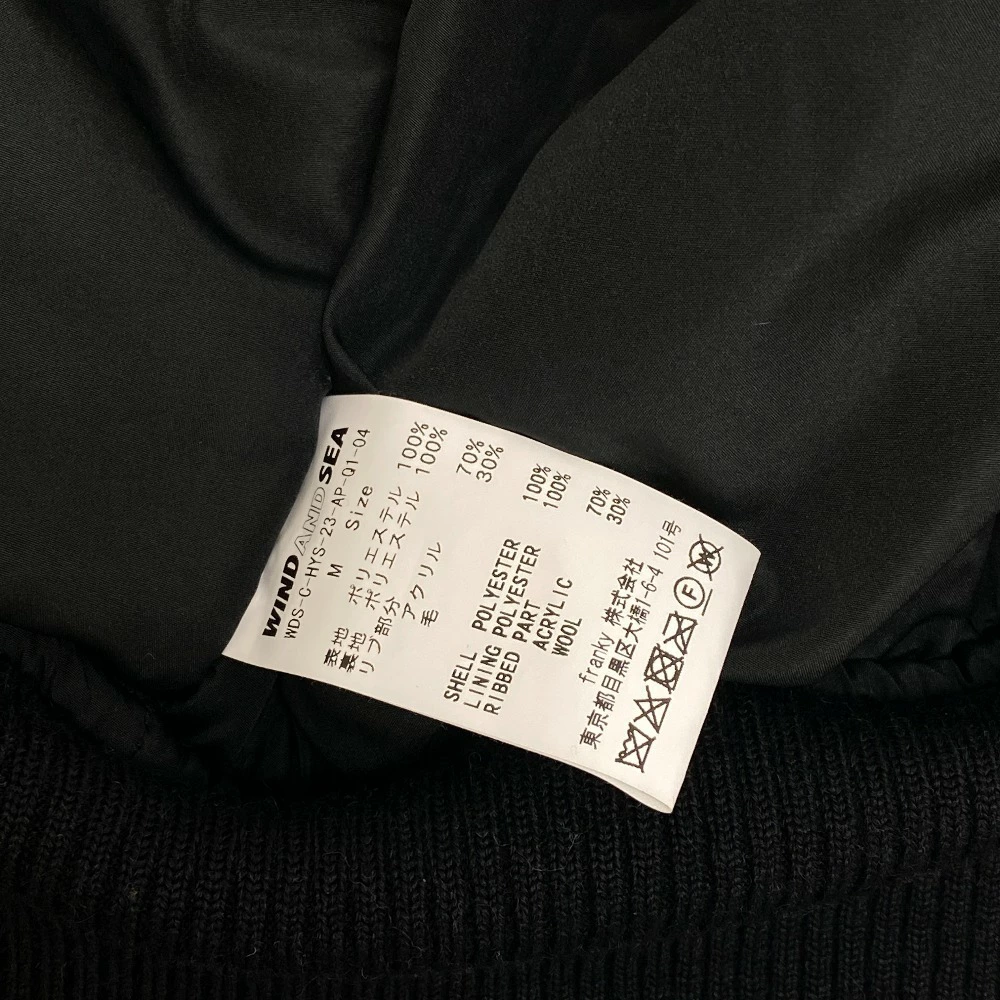 WIND AND SEA
WDS-C-HYS-23-AP-Q1-04
M Size
表地 ポリエステル 100%
裏地 ポリエステル 100%
リブ部分
アクリル 70%
毛 30%
SHELL POLYESTER 100%
LINING POLYESTER 100%
RIBBED PART
ACRYLIC 70%
WOOL 30%
franky 株式会社
東京都目黒区大橋1-6-4 101号
F W